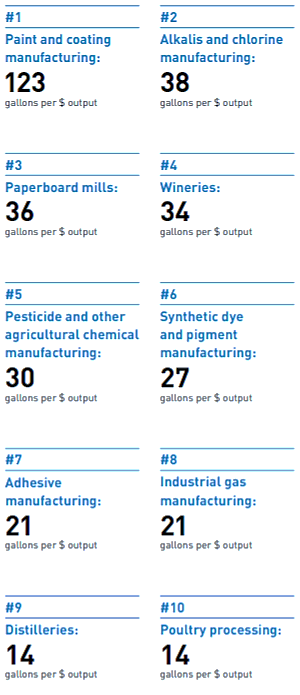 #1
Paint and coating
manufacturing:
123
gallons per $ output
#2
Alkalis and chlorine
manufacturing:
38
gallons per $ output
#3
Paperboard mills:
36
gallons per $ output
#4
Wineries:
34
gallons per $ output
#5
Pesticide and other
agricultural chemical
manufacturing:
30
gallons per $ output
#6
Synthetic dye
and pigment
manufacturing:
27
gallons per $ output
#7
Adhesive
manufacturing:
21
gallons per $ output
#8
Industrial gas
manufacturing:
21
gallons per $ output
#9
Distilleries:
14
gallons per $ output
#10
Poultry processing:
14
gallons per $ output